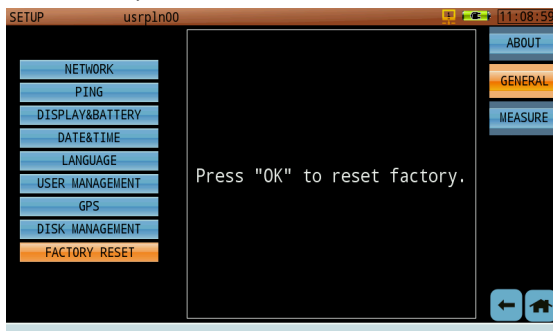 SETUP usrpln00 11:08:59
ABOUT
NETWORK
GENERAL
PING
DISPLAY&BATTERY
MEASURE
DATE&TIME
LANGUAGE
USER MANAGEMENT
Press "OK" to reset factory.
GPS
DISK MANAGEMENT
FACTORY RESET